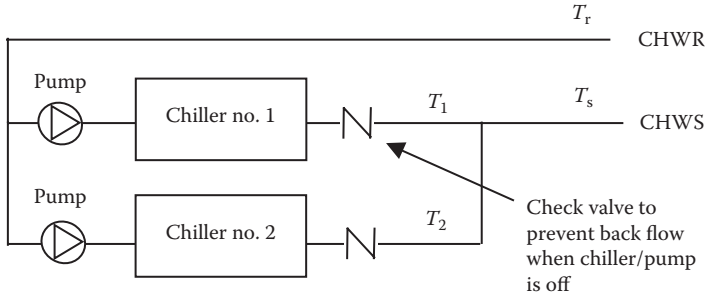 T_r
CHWR
Pump
Chiller no. 1
T_1
T_s
CHWS
Pump
Chiller no. 2
T_2
Check valve to
prevent back flow
when chiller/pump
is off